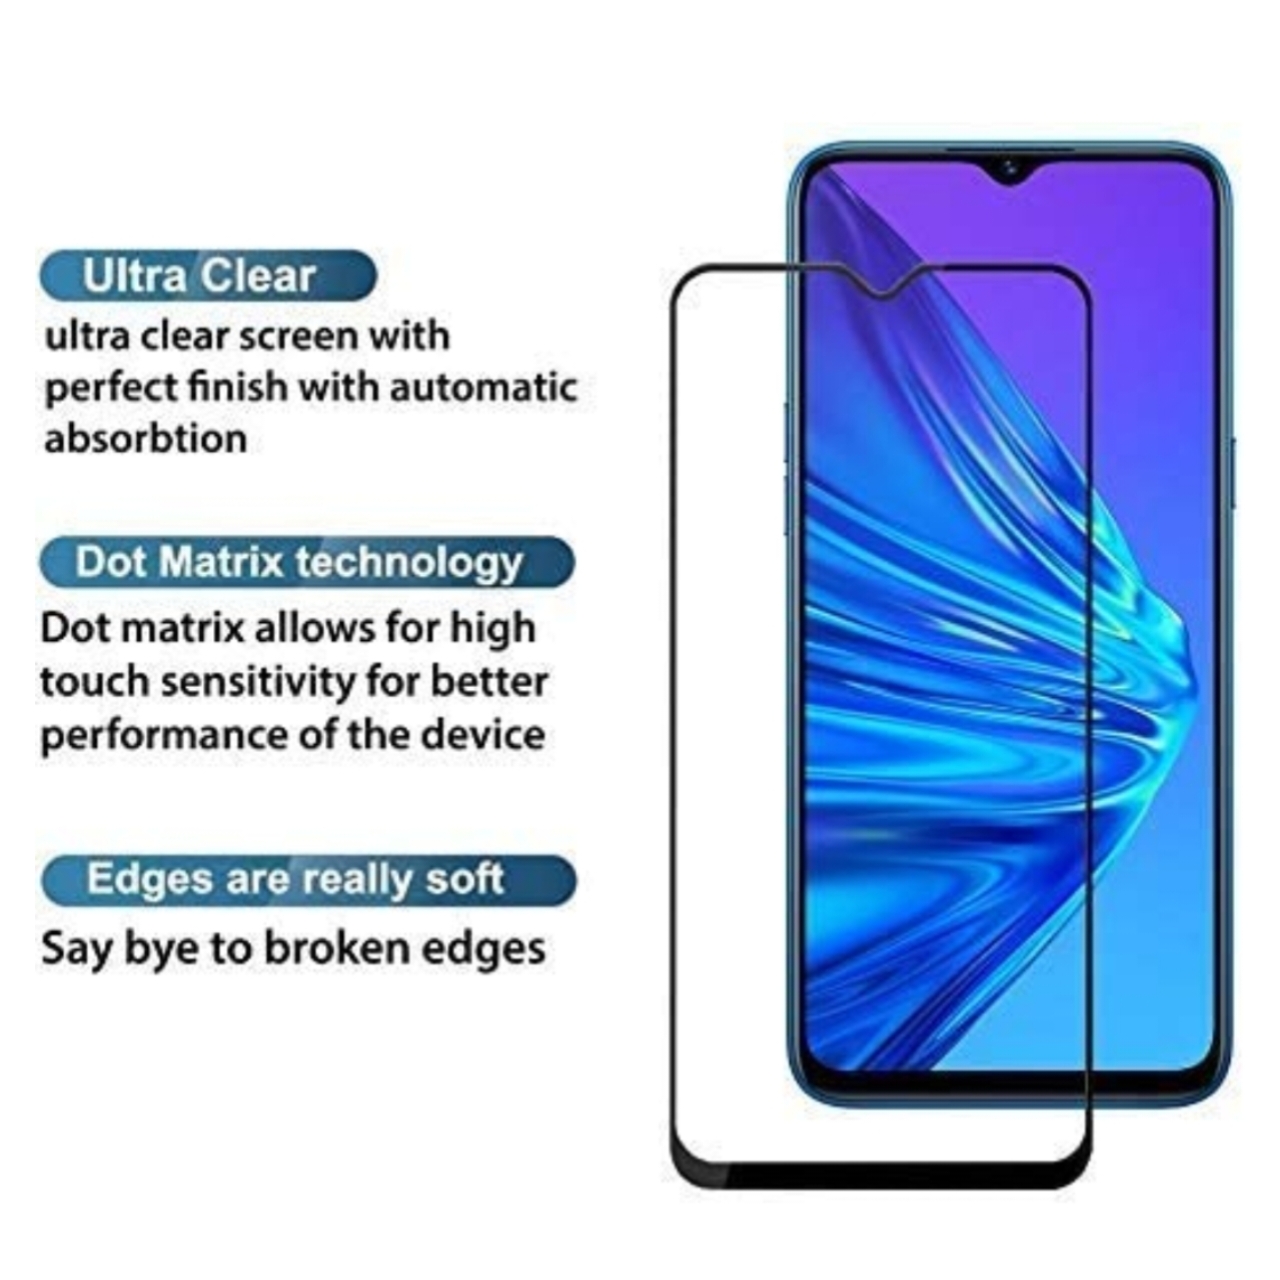 Ultra Clear
ultra clear screen with
perfect finish with automatic
absorbtion
Dot Matrix technology
Dot matrix allows for high
touch sensitivity for better
performance of the device
Edges are really soft
Say bye to broken edges